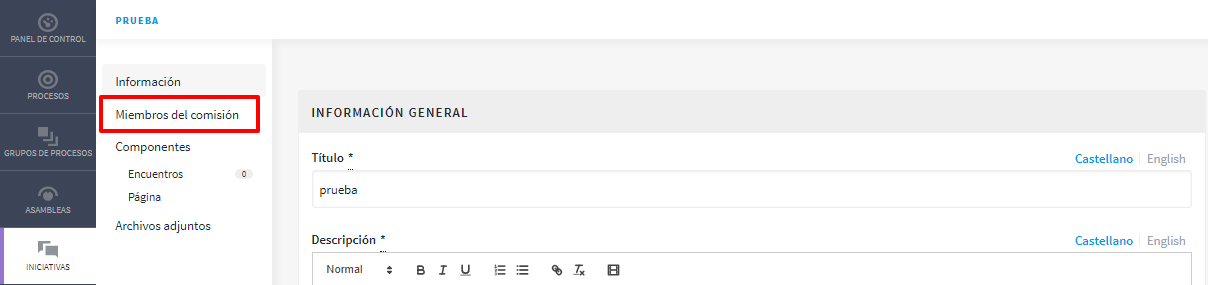 PANEL DE CONTROL
PROCESOS
GRUPOS DE PROCESOS
ASAMBLEAS
INICIATIVAS
PRUEBA
Información
Miembros del comisión
Componentes
Encuentros 0
Página
Archivos adjuntos
INFORMACIÓN GENERAL
Título * Castellano English
prueba
Descripción * Castellano English
Normal B I U